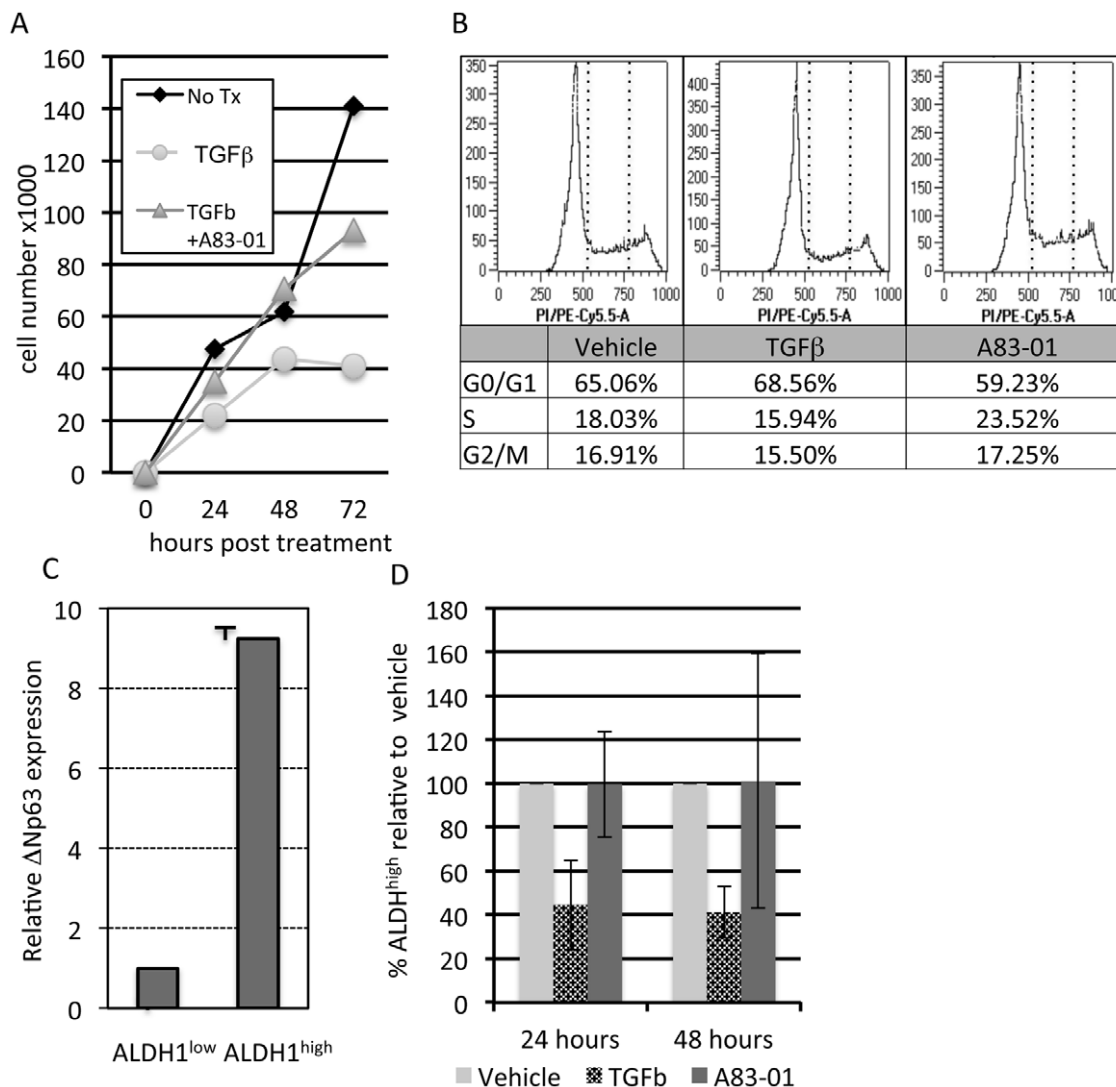 A
160
140
120
100
80
60
40
20
0
cell number x1000
No Tx
TGFβ
TGFb
+A83-01
0 24 48 72
hours post treatment
B
350
300
250
200
150
100
50
0
0 250 500 750 1000
PI/PE-Cy5.5-A
400
350
300
250
200
150
100
50
0
0 250 500 750 1000
PI/PE-Cy5.5-A
350
300
250
200
150
100
50
0
0 250 500 750 100
PI/PE-Cy5.5-A
Vehicle TGFβ A83-01
G0/G1 65.06% 68.56% 59.23%
S 18.03% 15.94% 23.52%
G2/M 16.91% 15.50% 17.25%
C
10
8
6
4
2
0
Relative ΔNp63 expression
ALDH1low ALDH1high
D
180
160
140
120
100
80
60
40
20
0
% ALDHhigh relative to vehicle
24 hours 48 hours
Vehicle TGFb A83-01